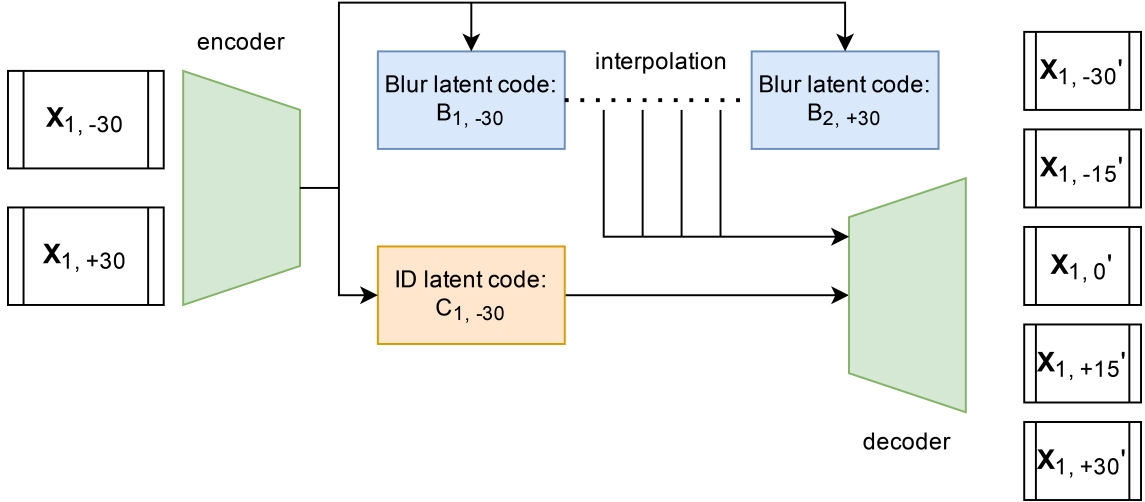 encoder
X1, -30
X1, +30
Blur latent code:
B1, -30
interpolation
Blur latent code:
B2, +30
ID latent code:
C1, -30
decoder
X1, -30'
X1, -15'
X1, 0'
X1, +15'
X1, +30'